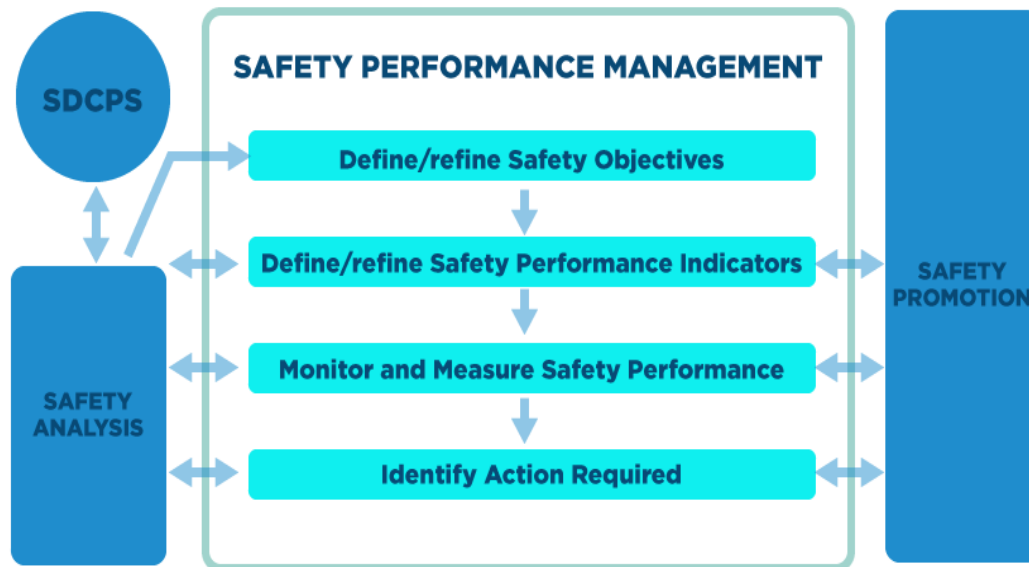 SDCPS
SAFETY PERFORMANCE MANAGEMENT
Define/refine Safety Objectives
Define/refine Safety Performance Indicators
Monitor and Measure Safety Performance
Identify Action Required
SAFETY
ANALYSIS
SAFETY
PROMOTION